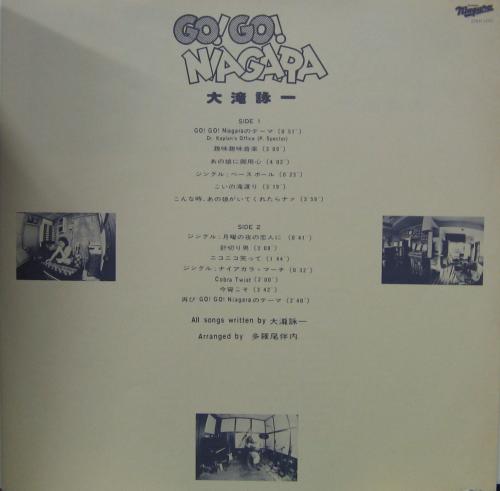 GO! GO!
NIAGARA
Niagara
大滝詠一
SIDE 1
GO! GO! Niagaraのテーマ (0'51")
Dr. Kaplan's Office (P. Spector)
趣味趣味音楽 (3'00")
あの娘に御用心 (4'02")
ジングル:ベースボール (0'23")
こいの滝渡り (3'19")
こんな時、あの娘がいてくれたらナァ (3'50")
SIDE 2
ジングル:月曜の夜の恋人に (0'41")
針切り男 (3'08")
ニコニコ笑って (1'44")
ジングル:ナイアガラ・マーチ (0'32")
Cobra Twist (3'00")
今宵こそ (3'42")
再び GO! GO! Niagaraのテーマ (2'40")
All songs written by 大滝詠一
Arranged by 多羅尾伴内